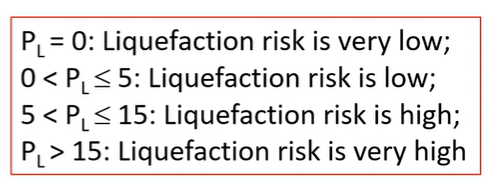 P_L = 0: Liquefaction risk is very low;
0 < P_L ≤ 5: Liquefaction risk is low;
5 < P_L ≤ 15: Liquefaction risk is high;
P_L > 15: Liquefaction risk is very high